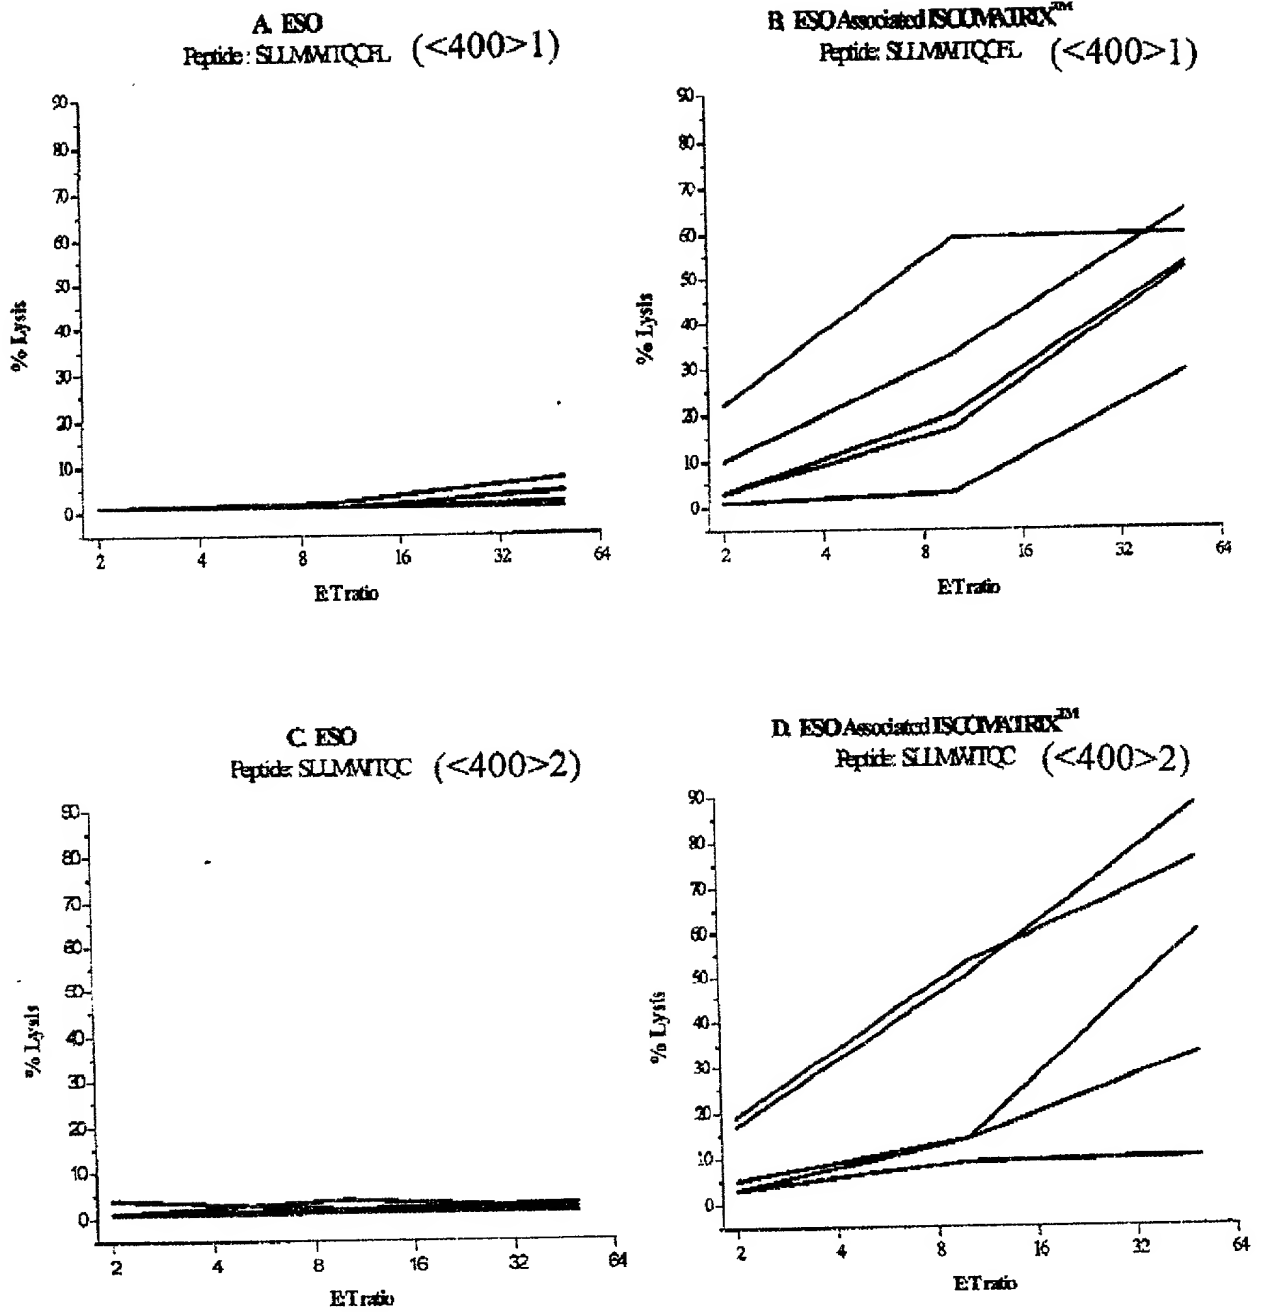 A. ESO
Peptide: SLLMWITQCFL (<400>1)
90
80
70
60
50
40
30
20
10
0
% Lysis
2 4 8 16 32 64
E:T ratio
B. ESO Associated ISCOMATRIX™
Peptide: SLLMWITQCFL (<400>1)
90
80
70
60
50
40
30
20
10
0
% Lysis
2 4 8 16 32 64
E:T ratio
C. ESO
Peptide: SLLMWITQC (<400>2)
90
80
70
60
50
40
30
20
10
0
% Lysis
2 4 8 16 32 64
E:T ratio
D. ESO Associated ISCOMATRIX™
Peptide: SLLMWITQC (<400>2)
90
80
70
60
50
40
30
20
10
0
% Lysis
2 4 8 16 32 64
E:T ratio